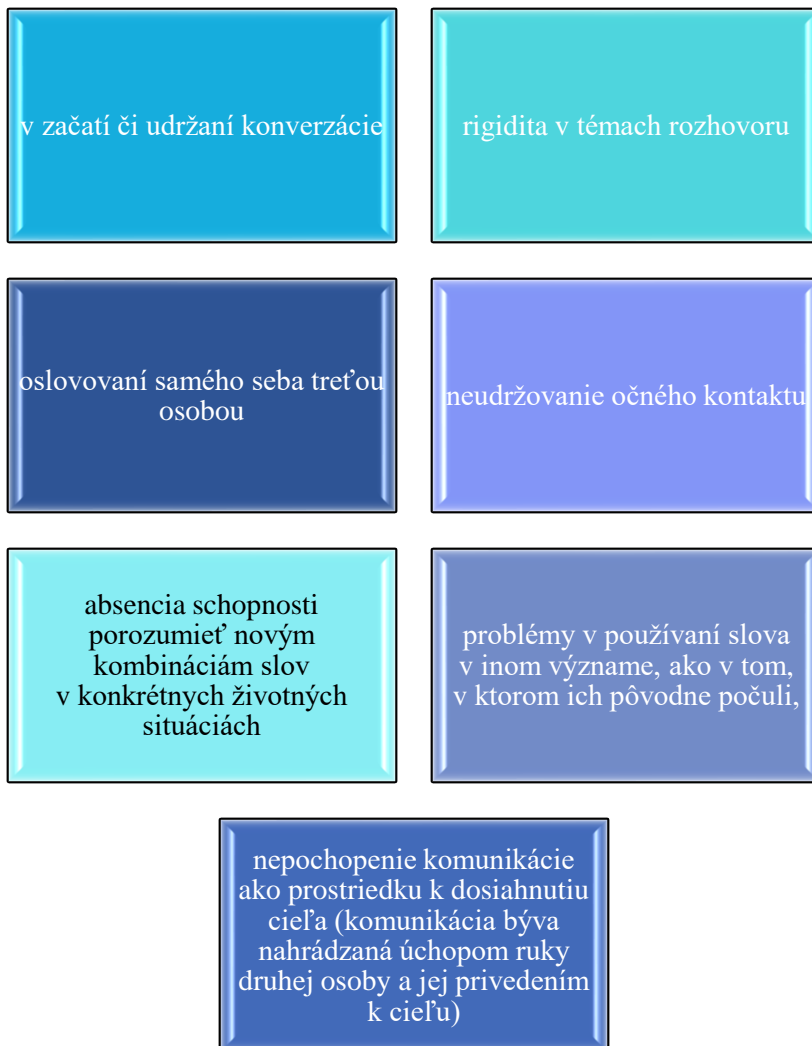 v začatí či udržaní konverzácie
rigidita v témach rozhovoru
oslovovaní samého seba treťou
osobou
neudržovanie očného kontaktu
absencia schopnosti
porozumieť novým
kombináciám slov
v konkrétnych životných
situáciách
problémy v používaní slova
v inom význame, ako v tom,
v ktorom ich pôvodne počuli,
nepochopenie komunikácie
ako prostriedku k dosiahnutiu
cieľa (komunikácia býva
nahrádzaná úchopom ruky
druhej osoby a jej privedením
k cieľu)